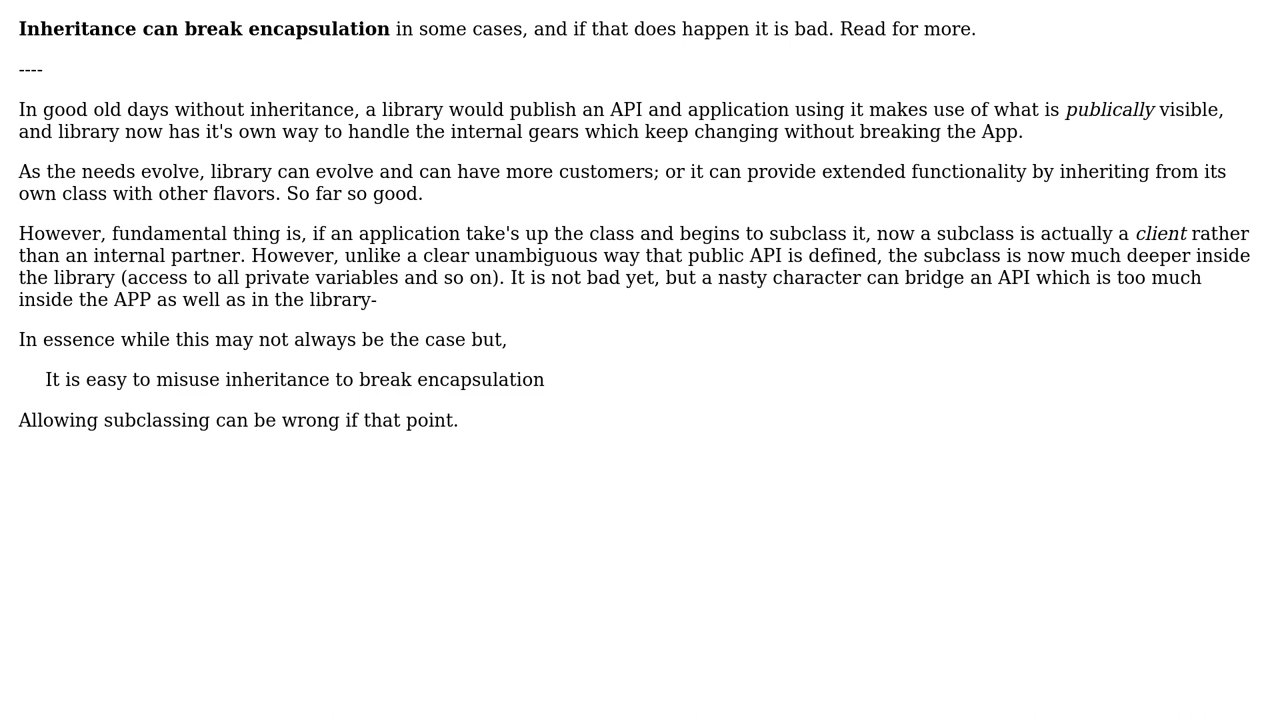 Inheritance can break encapsulation in some cases, and if that does happen it is bad. Read for more.
----
In good old days without inheritance, a library would publish an API and application using it makes use of what is publically visible,
and library now has it's own way to handle the internal gears which keep changing without breaking the App.
As the needs evolve, library can evolve and can have more customers; or it can provide extended functionality by inheriting from its
own class with other flavors. So far so good.
However, fundamental thing is, if an application take's up the class and begins to subclass it, now a subclass is actually a client rather
than an internal partner. However, unlike a clear unambiguous way that public API is defined, the subclass is now much deeper inside
the library (access to all private variables and so on). It is not bad yet, but a nasty character can bridge an API which is too much
inside the APP as well as in the library-
In essence while this may not always be the case but,
It is easy to misuse inheritance to break encapsulation
Allowing subclassing can be wrong if that point.